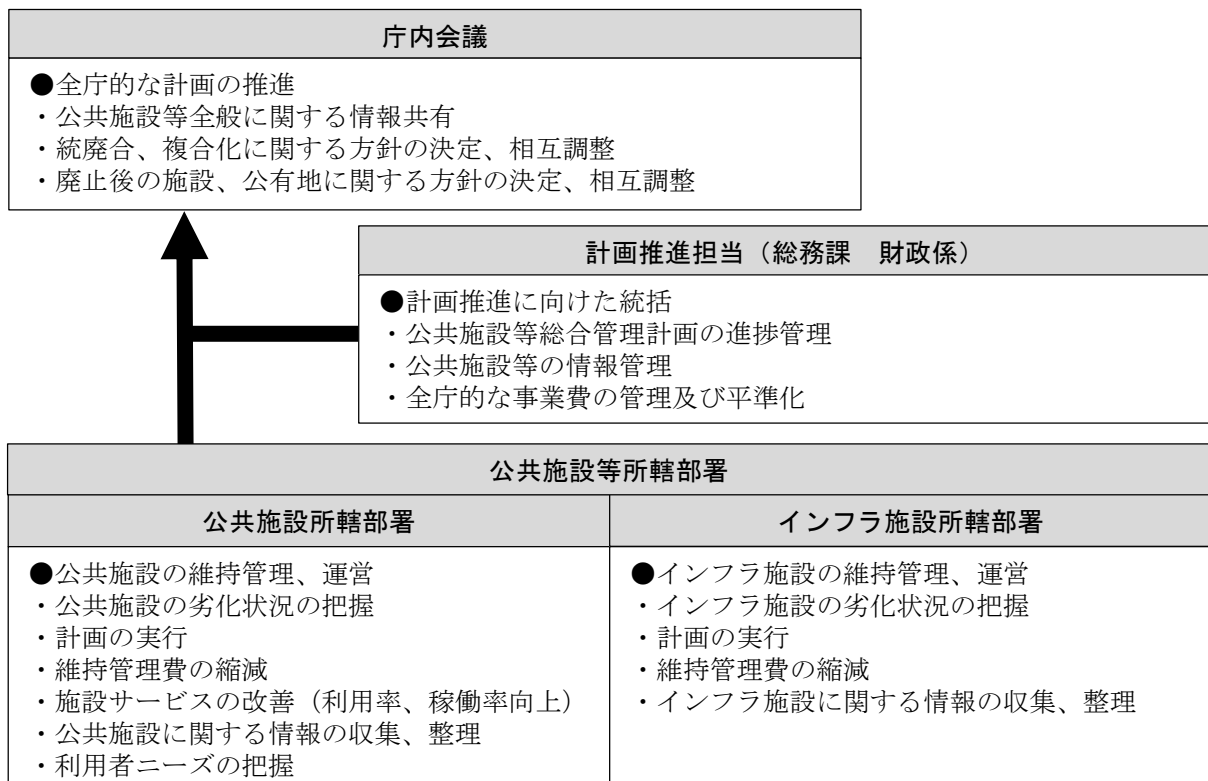 庁内会議
●全庁的な計画の推進
・公共施設等全般に関する情報共有
・統廃合、複合化に関する方針の決定、相互調整
・廃止後の施設、公有地に関する方針の決定、相互調整
計画推進担当（総務課　財政係）
●計画推進に向けた統括
・公共施設等総合管理計画の進捗管理
・公共施設等の情報管理
・全庁的な事業費の管理及び平準化
公共施設等所轄部署
公共施設所轄部署
●公共施設の維持管理、運営
・公共施設の劣化状況の把握
・計画の実行
・維持管理費の縮減
・施設サービスの改善（利用率、稼働率向上）
・公共施設に関する情報の収集、整理
・利用者ニーズの把握
インフラ施設所轄部署
●インフラ施設の維持管理、運営
・インフラ施設の劣化状況の把握
・計画の実行
・維持管理費の縮減
・インフラ施設に関する情報の収集、整理